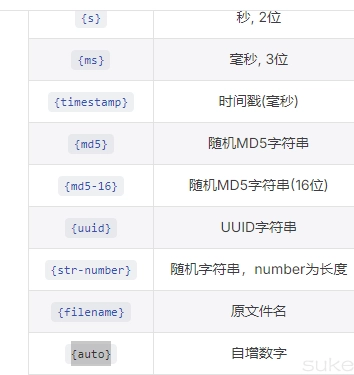 {s} 秒, 2位
{ms} 毫秒, 3位
{timestamp} 时间戳(毫秒)
{md5} 随机MD5字符串
{md5-16} 随机MD5字符串(16位)
{uuid} UUID字符串
{str-number} 随机字符串，number为长度
{filename} 原文件名
{auto} 自增数字
suke